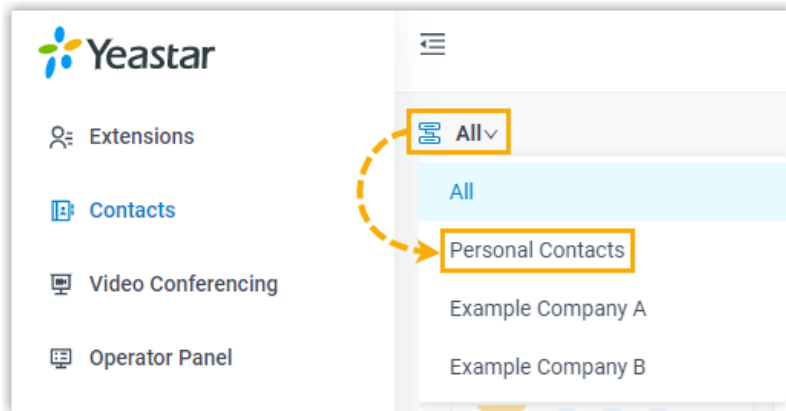 Yeastar
Extensions
Contacts
Video Conferencing
Operator Panel
All
All
Personal Contacts
Example Company A
Example Company B